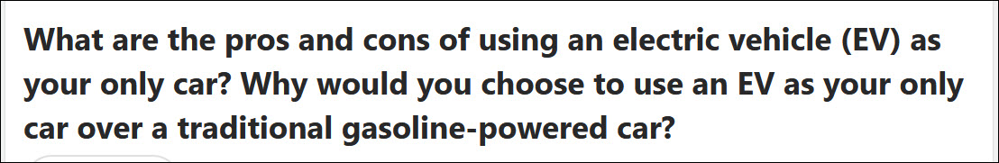 What are the pros and cons of using an electric vehicle (EV) as
your only car? Why would you choose to use an EV as your only
car over a traditional gasoline-powered car?